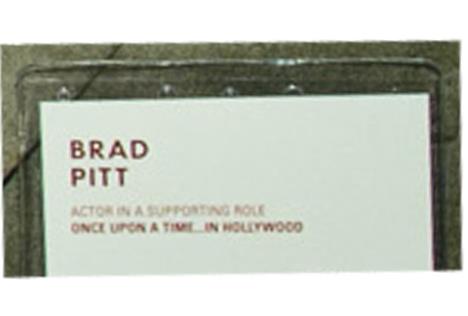 BRAD
PITT
ACTOR IN A SUPPORTING ROLE
ONCE UPON A TIME...IN HOLLYWOOD